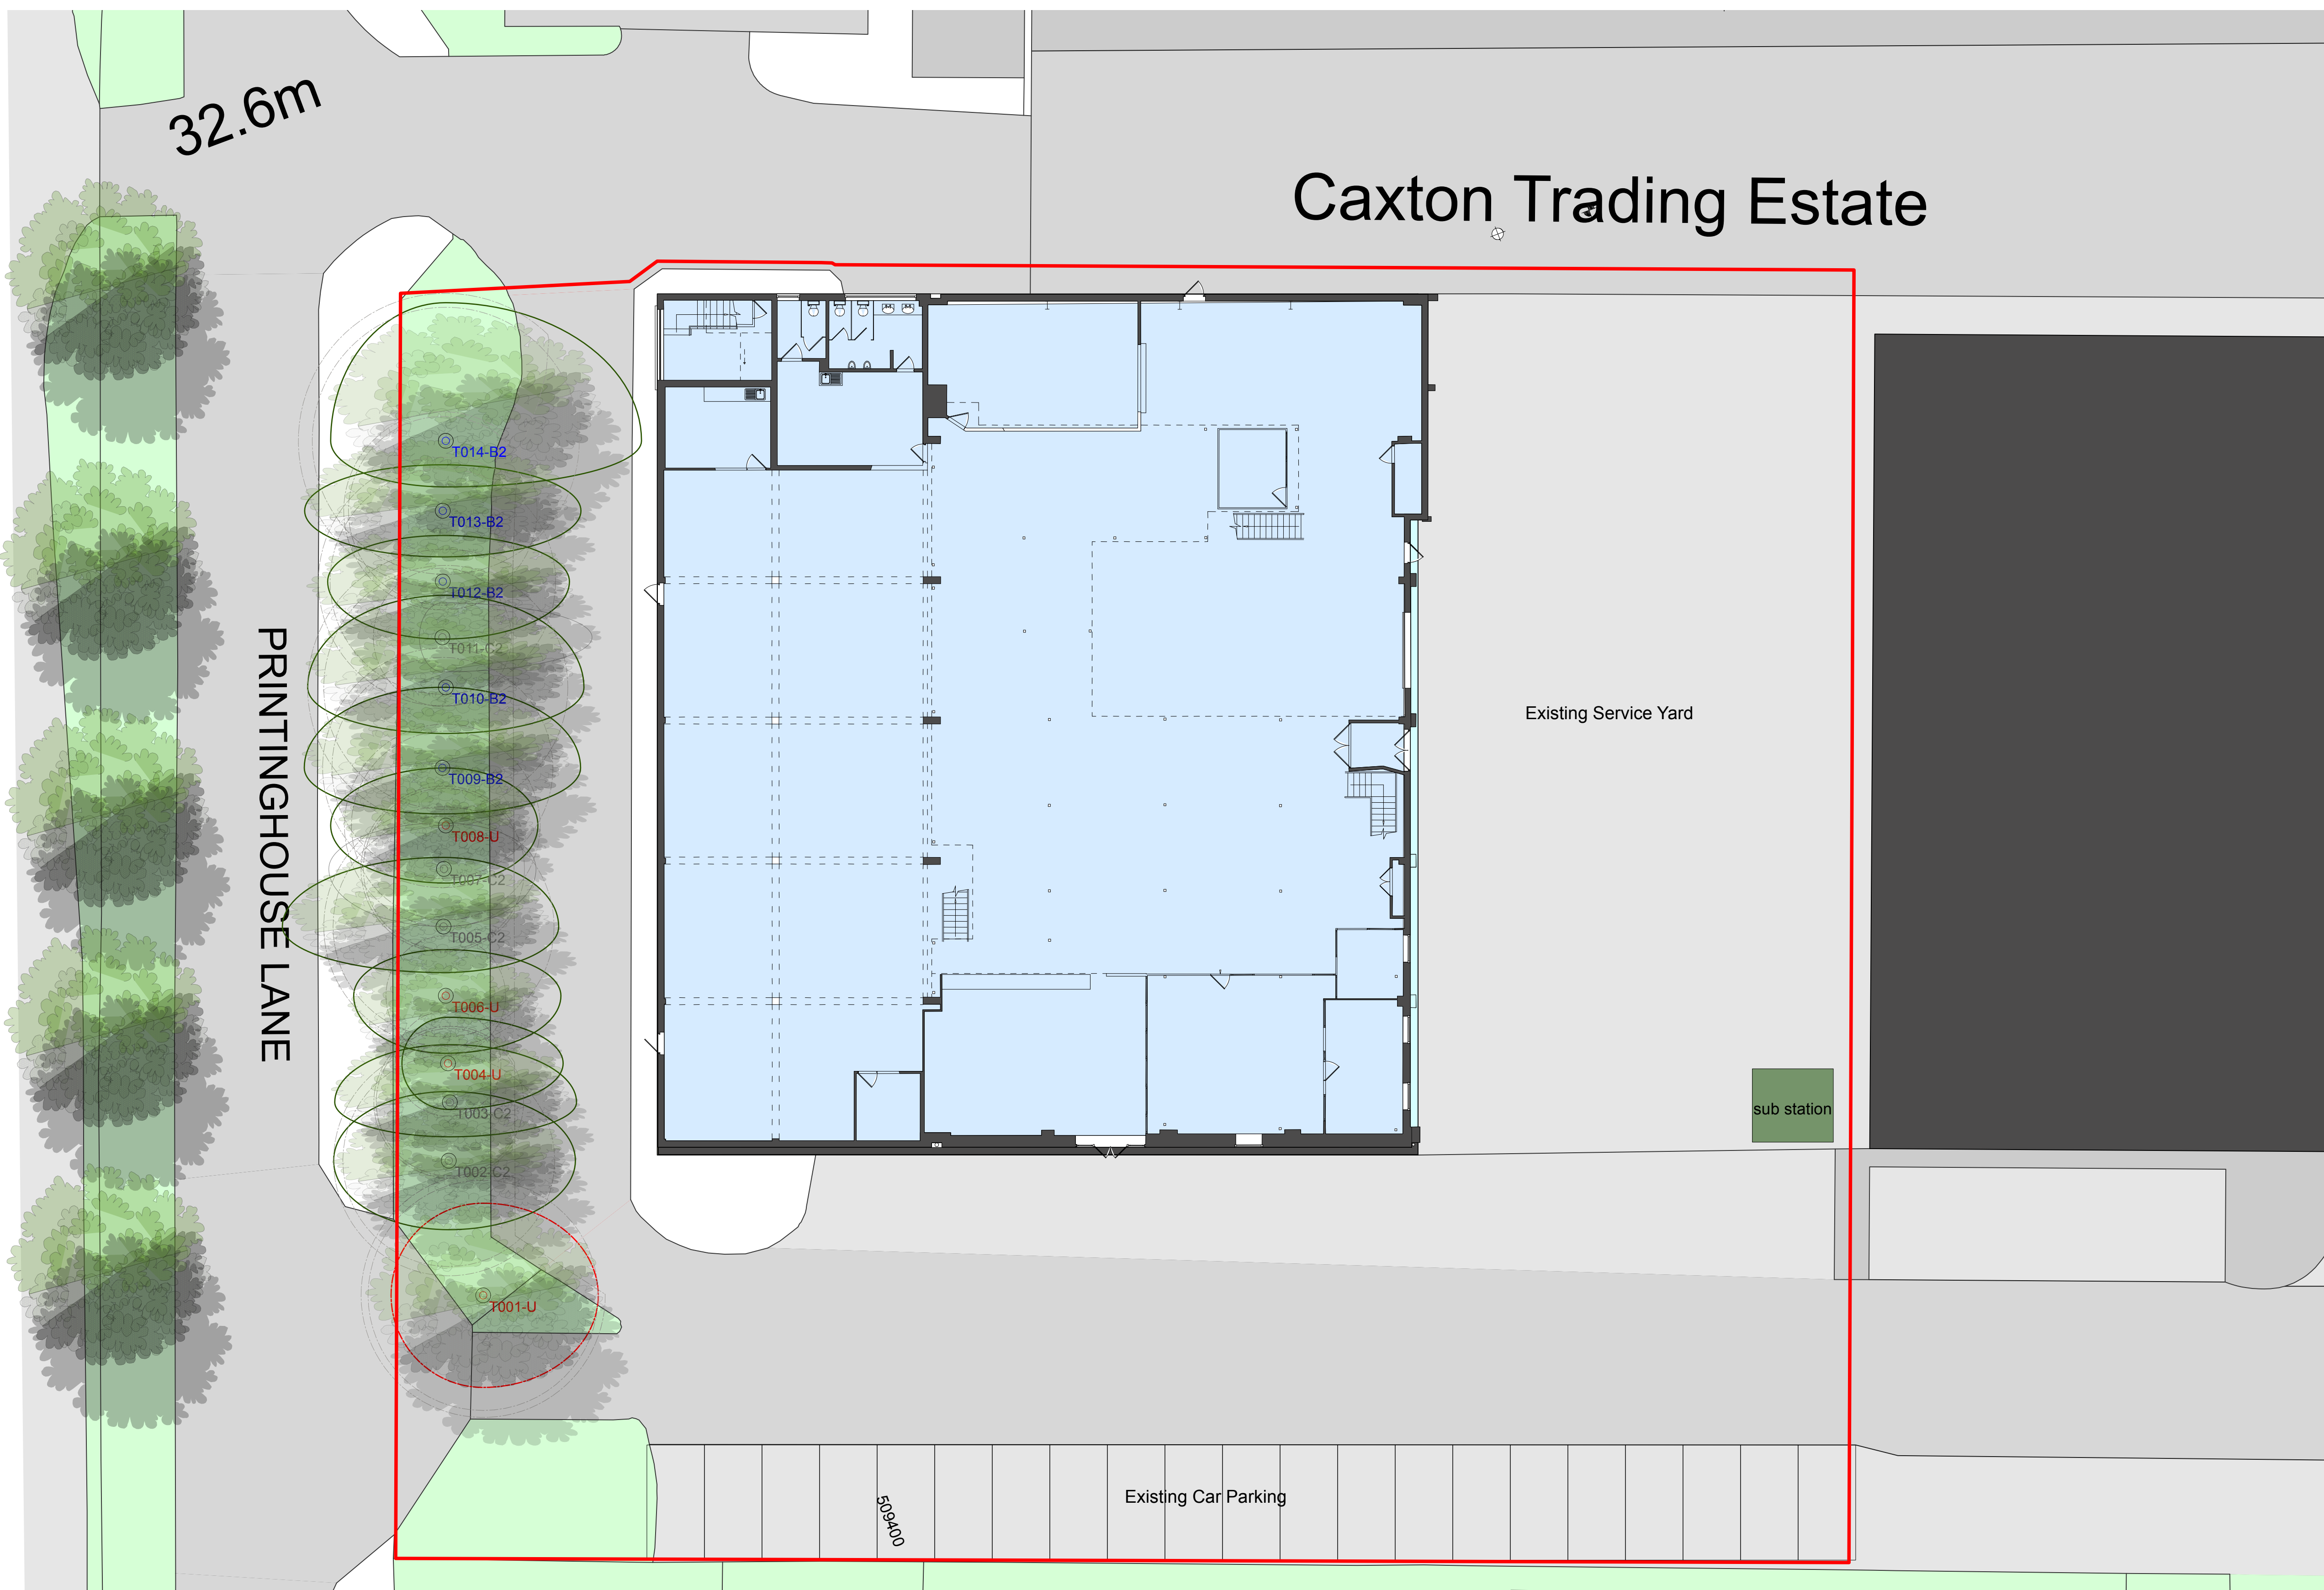 32.6m
Caxton Trading Estate
PRINTINGHOUSE LANE
T014-B2
T013-B2
T012-B2
T011-C2
T010-B2
T009-B2
T008-U
T007-C2
T005-C2
T006-U
T004-U
T003-C2
T002-C2
T001-U
Existing Service Yard
sub station
Existing Car Parking
509400